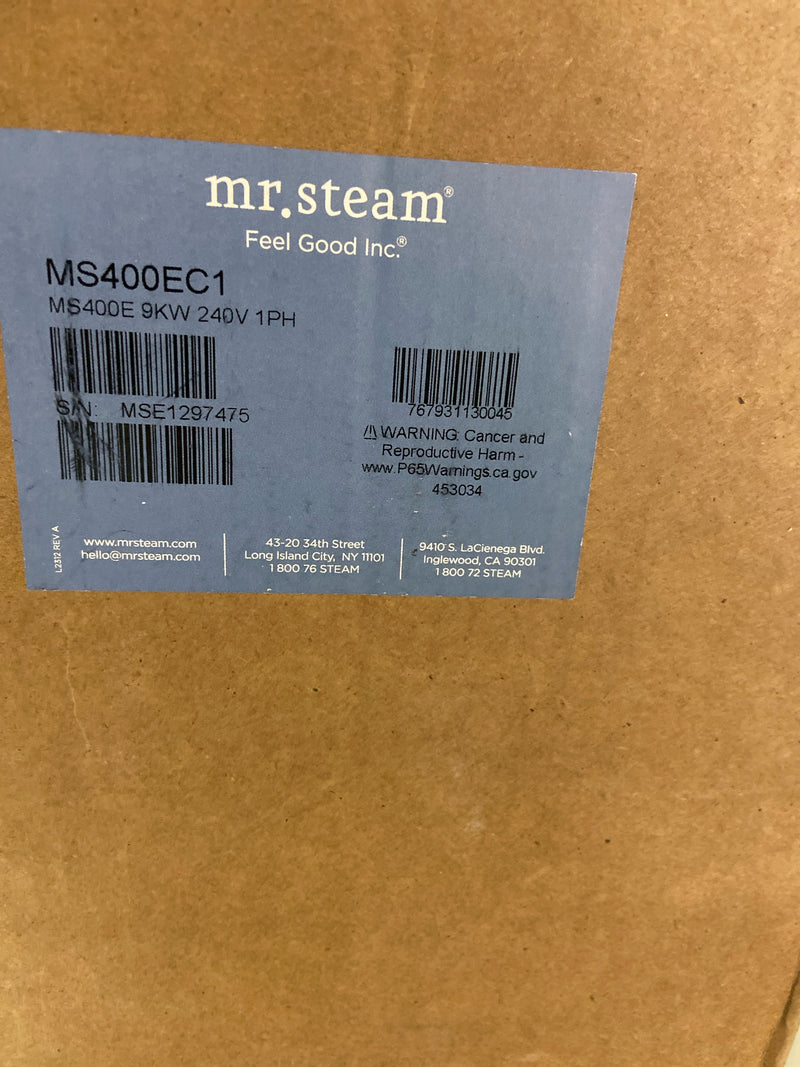 mr.steam®
Feel Good Inc.®
MS400EC1
MS400E 9KW 240V 1PH
S/N: MSE1297475
767931130045
⚠ WARNING: Cancer and
Reproductive Harm -
www.P65Warnings.ca.gov
453034
L2312 REV A
www.mrsteam.com
hello@mrsteam.com
43-20 34th Street
Long Island City, NY 11101
1 800 76 STEAM
9410 S. LaCienega Blvd.
Inglewood, CA 90301
1 800 72 STEAM